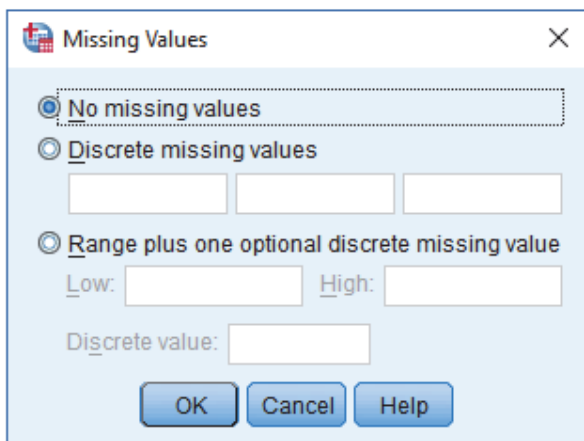 Missing Values
No missing values
Discrete missing values
Range plus one optional discrete missing value
Low: High:
Discrete value:
OK Cancel Help